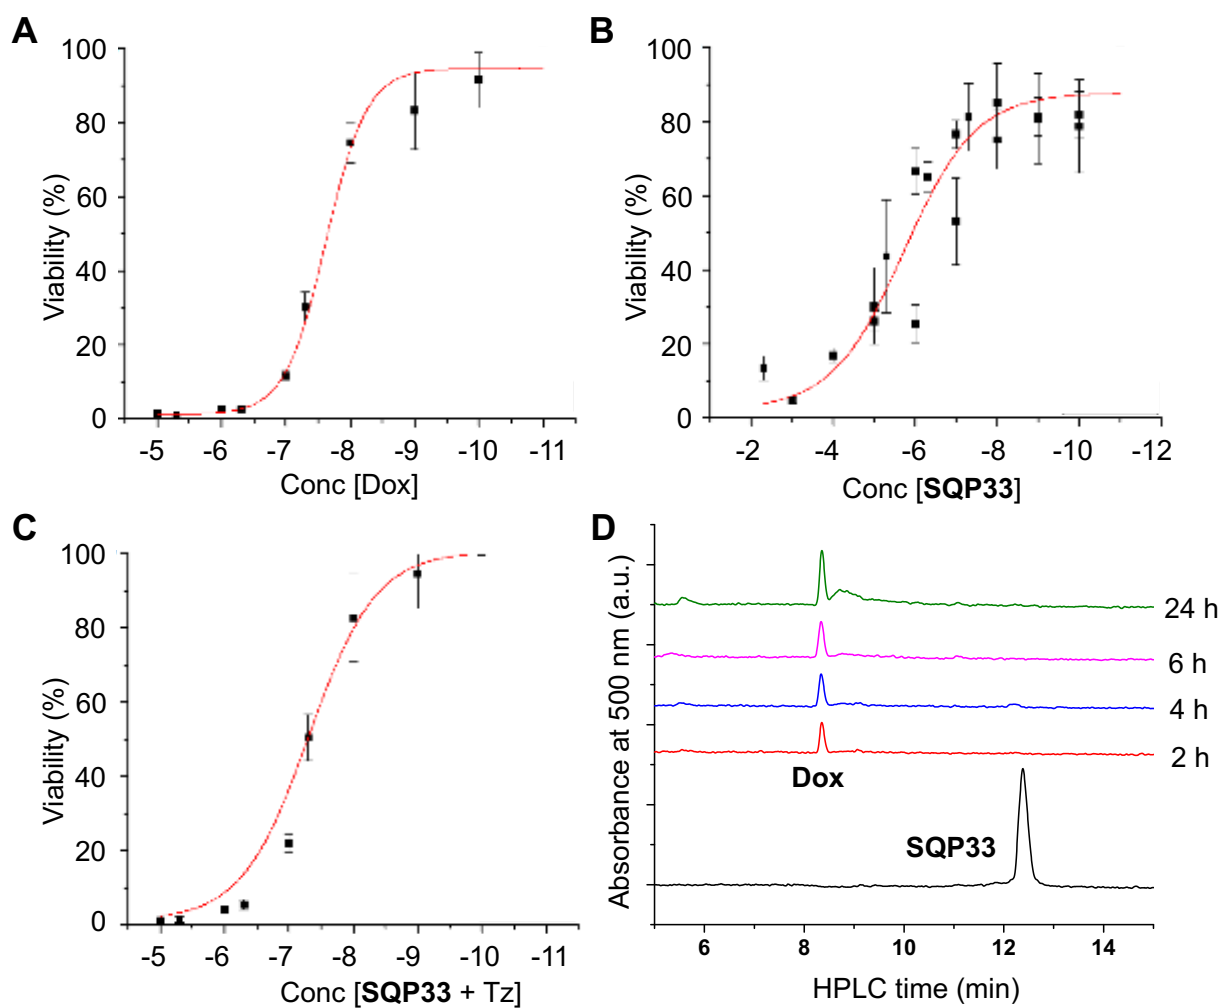 A
100
80
60
40
20
0
Viability (%)
-5 -6 -7 -8 -9 -10 -11
Conc [Dox]
B
100
80
60
40
20
0
Viability (%)
-2 -4 -6 -8 -10 -12
Conc [SQP33]
C
100
80
60
40
20
0
Viability (%)
-5 -6 -7 -8 -9 -10 -11
Conc [SQP33 + Tz]
D
Absorbance at 500 nm (a.u.)
24 h
6 h
4 h
2 h
Dox
SQP33
6 8 10 12 14
HPLC time (min)